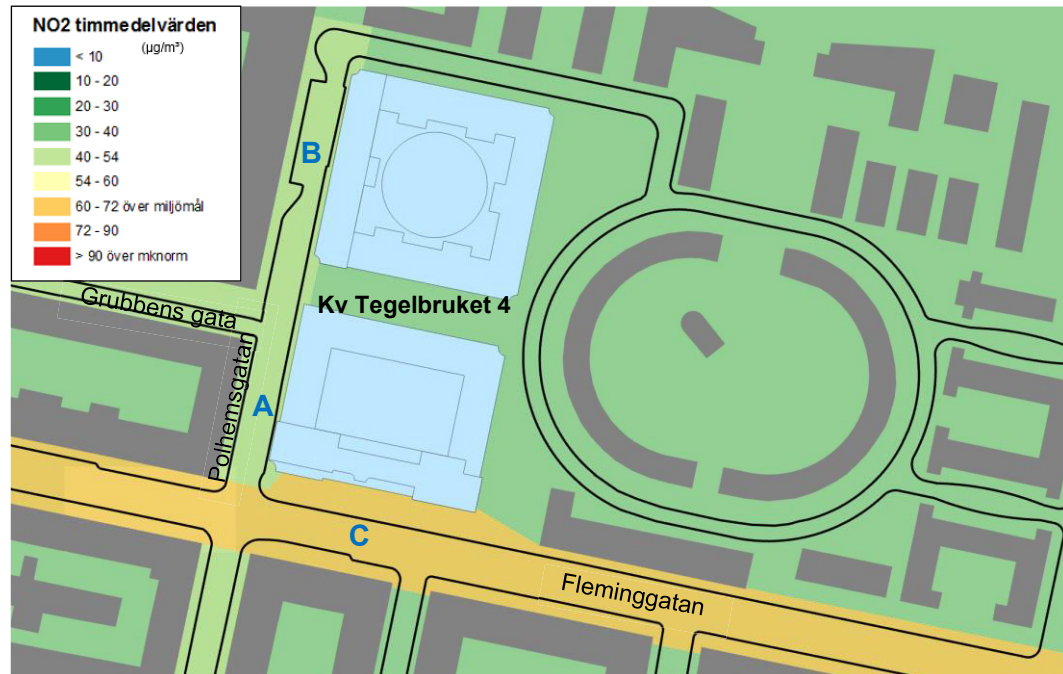 NO2 timmedelvärden
(µg/m³)
< 10
10 - 20
20 - 30
30 - 40
40 - 54
54 - 60
60 - 72 över miljömål
72 - 90
> 90 över mknorm
B
Kv Tegelbruket 4
Grubbens gata
Polhemsgatan
A
C
Fleminggatan